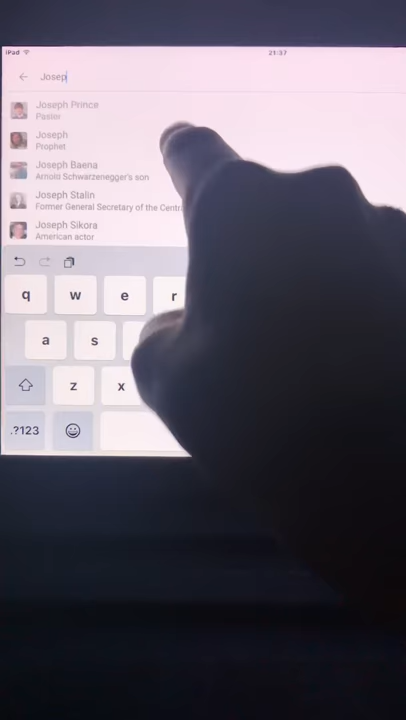 iPad
21:37
Josep
Joseph Prince
Pastor
Joseph
Prophet
Joseph Baena
Arnold Schwarzenegger's son
Joseph Stalin
Former General Secretary of the Centra
Joseph Sikora
American actor
q w e r
a s
z x
.?123